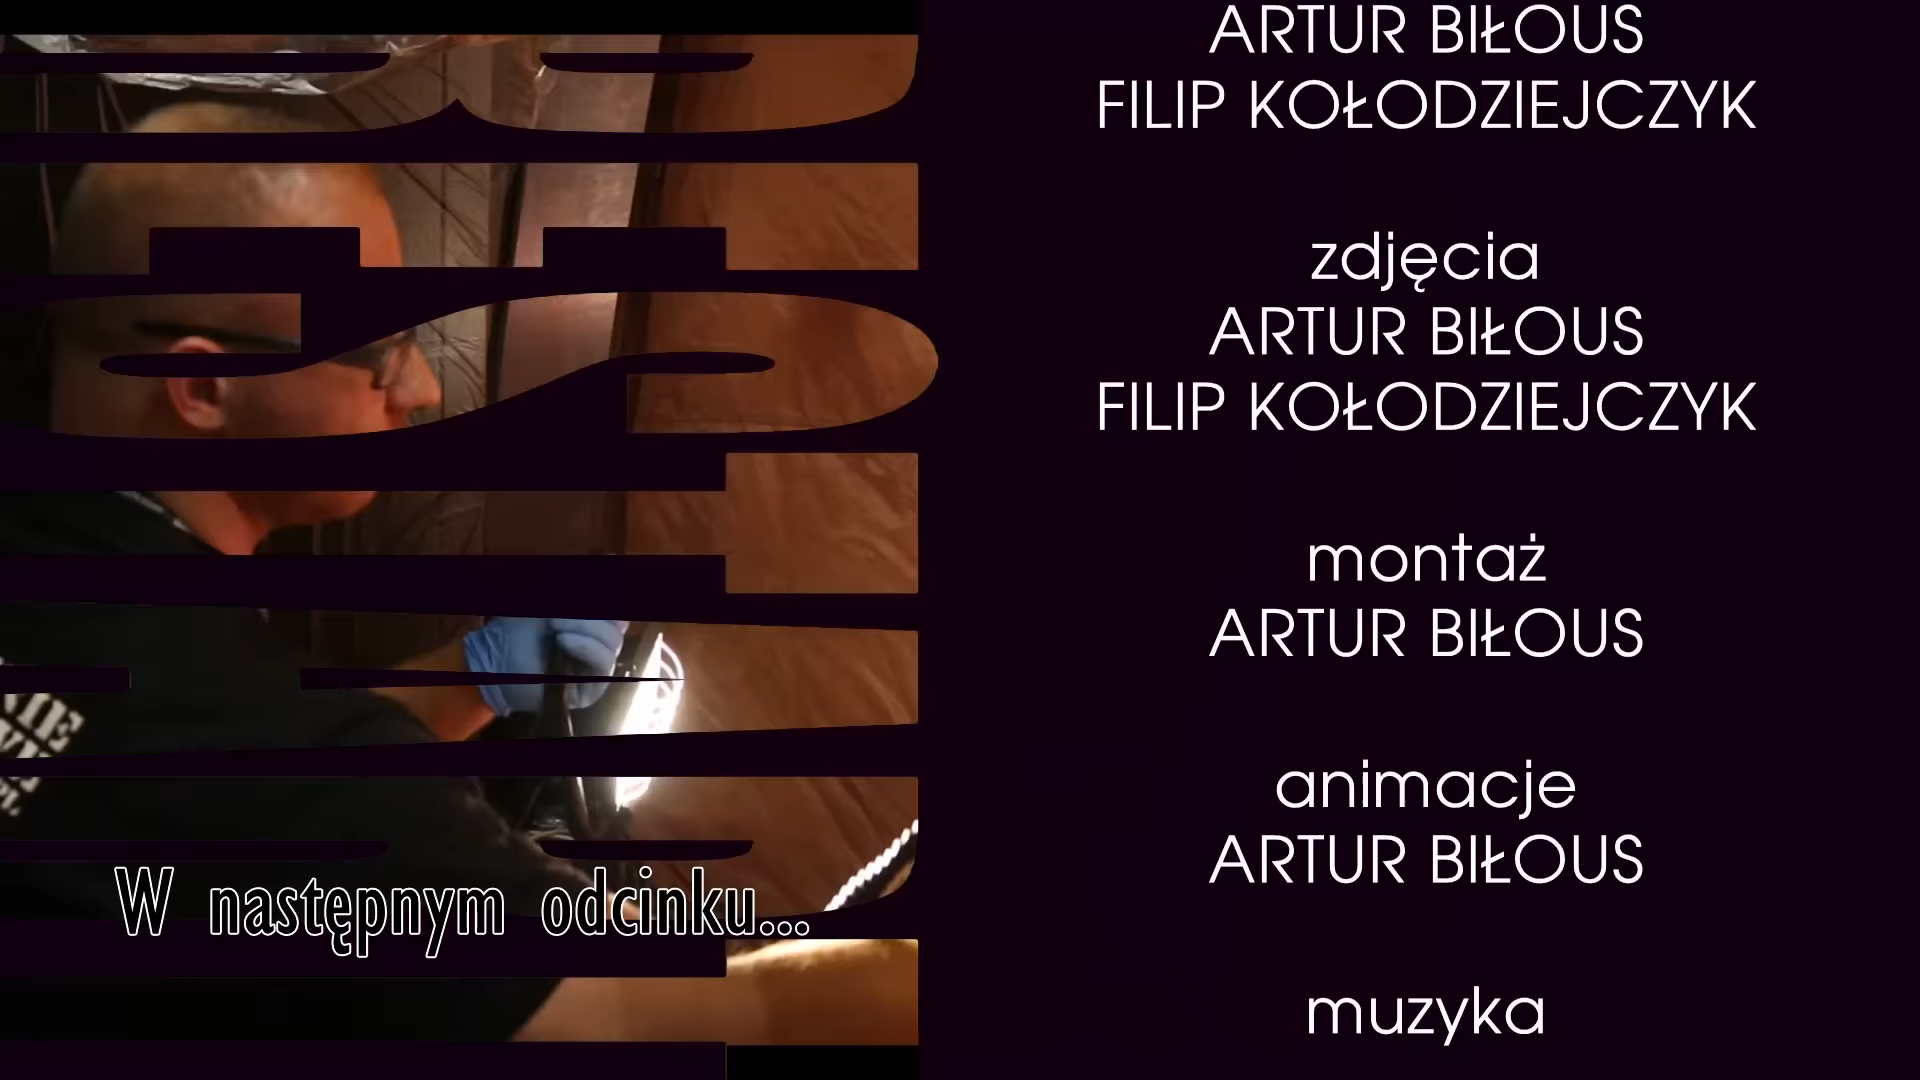 ARTUR BIŁOUS
FILIP KOŁODZIEJCZYK
zdjęcia
ARTUR BIŁOUS
FILIP KOŁODZIEJCZYK
montaż
ARTUR BIŁOUS
animacje
ARTUR BIŁOUS
muzyka
W następnym odcinku...